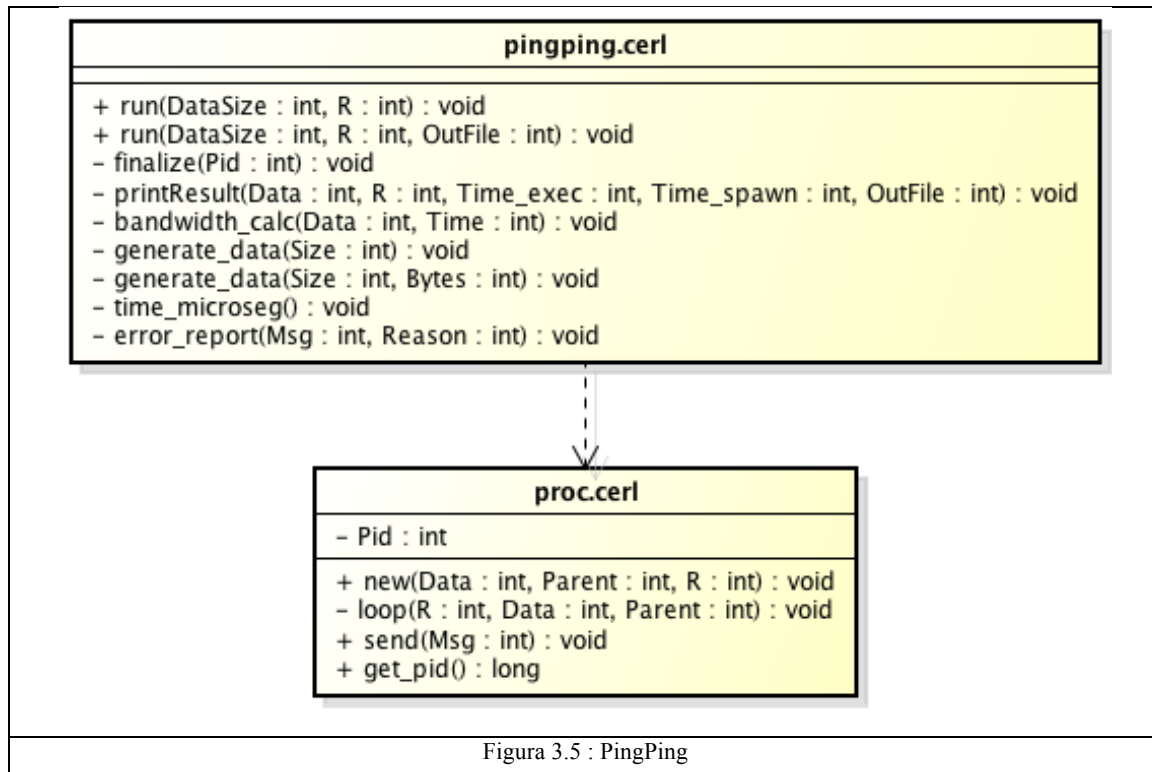 pingping.cerl
+ run(DataSize : int, R : int) : void
+ run(DataSize : int, R : int, OutFile : int) : void
– finalize(Pid : int) : void
– printResult(Data : int, R : int, Time_exec : int, Time_spawn : int, OutFile : int) : void
– bandwidth_calc(Data : int, Time : int) : void
– generate_data(Size : int) : void
– generate_data(Size : int, Bytes : int) : void
– time_microseg() : void
– error_report(Msg : int, Reason : int) : void
proc.cerl
– Pid : int
+ new(Data : int, Parent : int, R : int) : void
– loop(R : int, Data : int, Parent : int) : void
+ send(Msg : int) : void
+ get_pid() : long
Figura 3.5 : PingPing